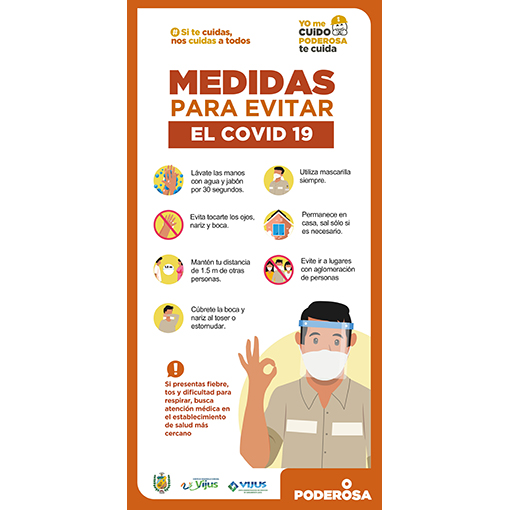 # Si te cuidas,
nos cuidas a todos
YO me
CUIDO
PODEROSA
te cuida
MEDIDAS
PARA EVITAR
EL COVID 19
Lávate las manos
con agua y jabón
por 30 segundos.
Utiliza mascarilla
siempre.
Evita tocarte los ojos,
nariz y boca.
Permanece en
casa, sal sólo si
es necesario.
Mantón tu distancia
de 1.5 m de otras
personas.
Evite ir a lugares
con aglomeración
de personas.
Cúbrete la boca y
nariz al toser o
estornudar.
Si presentas fiebre,
tos y dificultad para
respirar, busca
atención médica en
el establecimiento
de salud más
cercano
Vijus
VIJUS
PODEROSA